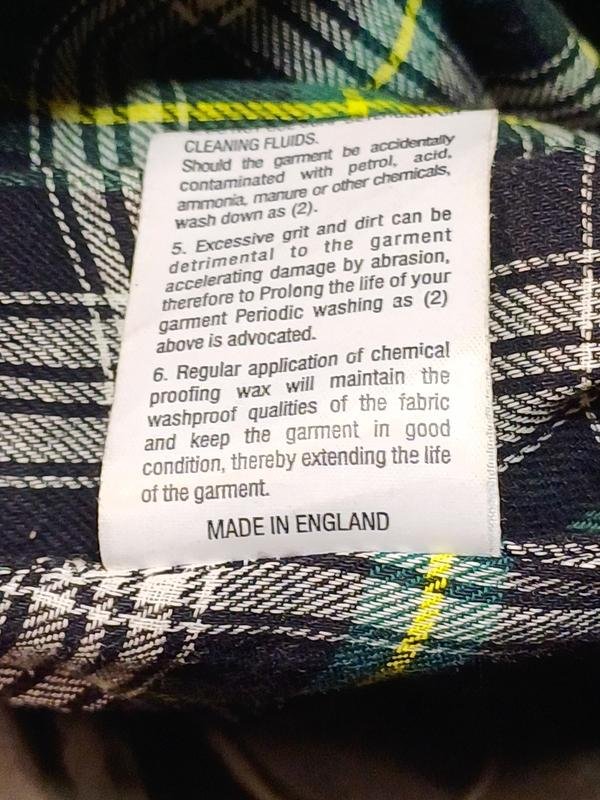 CLEANING FLUIDS.
Should the garment be accidentally
contaminated with petrol, acid,
ammonia, manure or other chemicals,
wash down as (2).
5. Excessive grit and dirt can be
detrimental to the garment
accelerating damage by abrasion,
therefore to Prolong the life of your
garment Periodic washing as (2)
above is advocated.
6. Regular application of chemical
proofing wax will maintain the
washproof qualities of the fabric
and keep the garment in good
condition, thereby extending the life
of the garment.
MADE IN ENGLAND